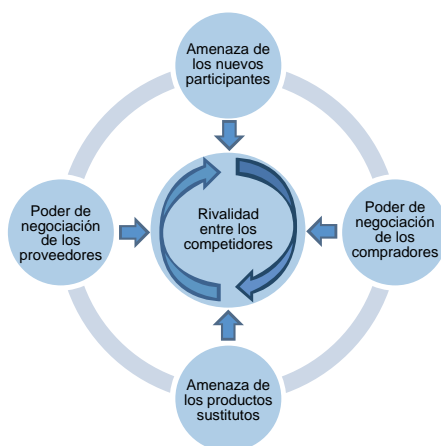 Amenaza de
los nuevos
participantes
Poder de
negociación
de los
proveedores
Rivalidad
entre los
competidores
Poder de
negociación
de los
compradores
Amenaza de
los productos
sustitutos